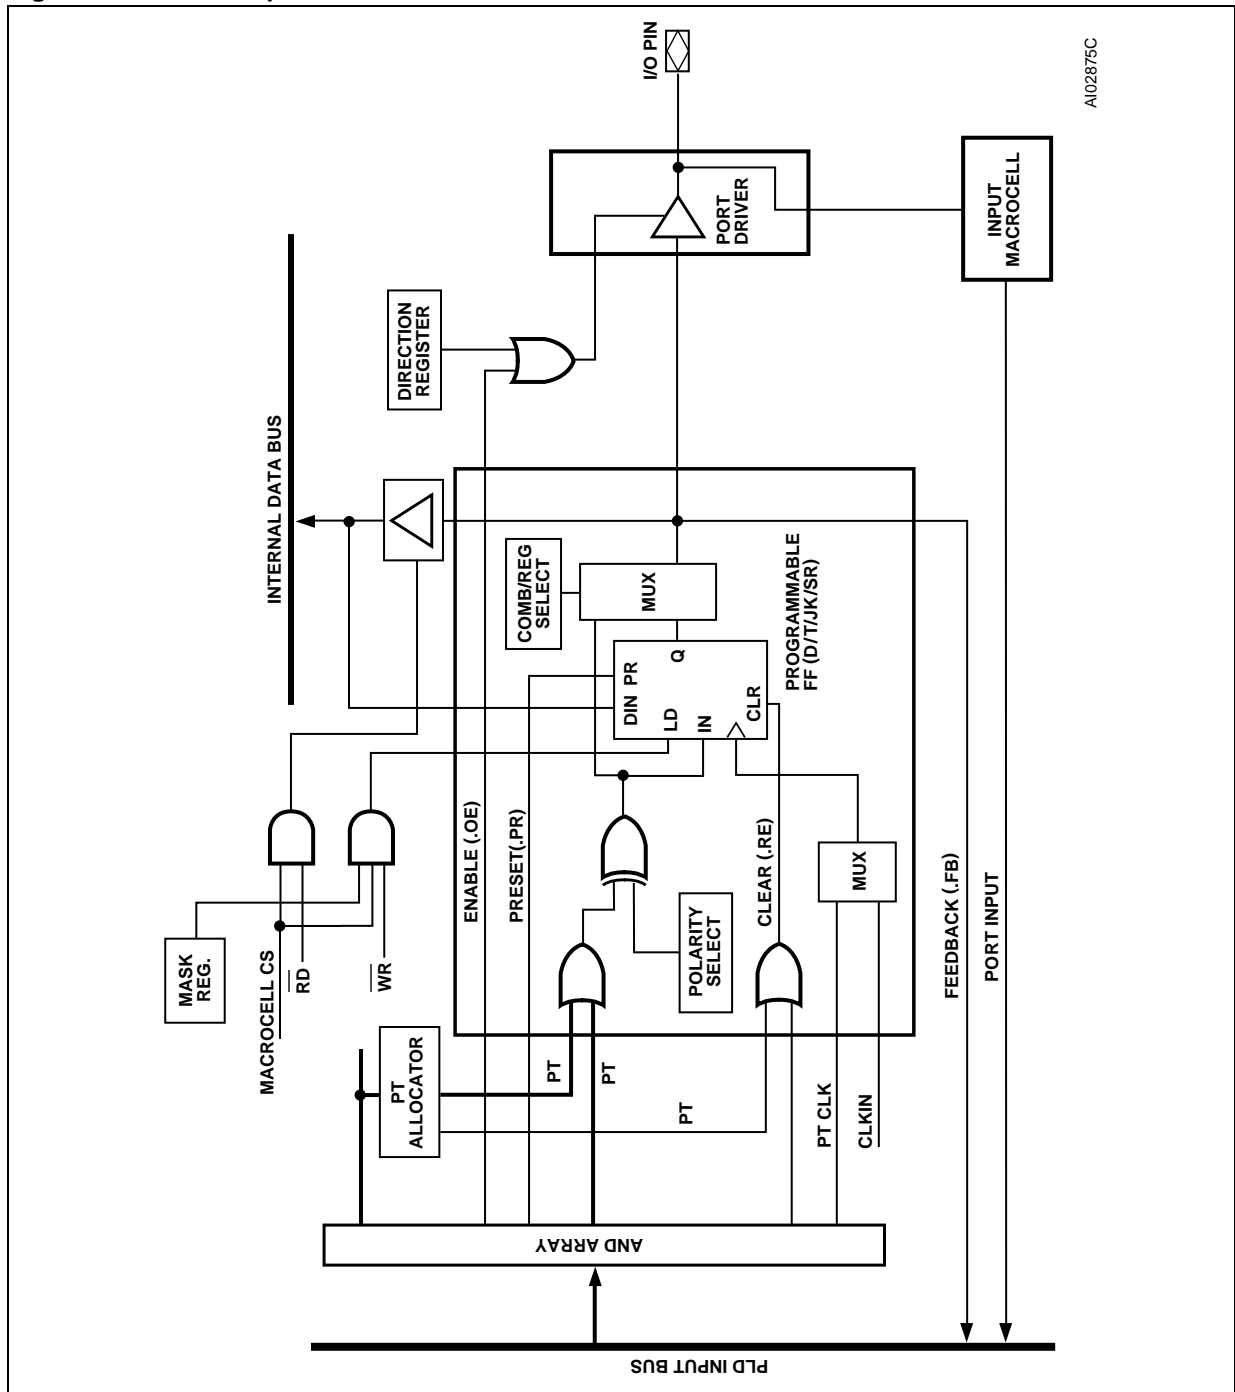 MASK
REG.
MACROCELL CS
RD
WR
INTERNAL DATA BUS
DIRECTION
REGISTER
I/O PIN
AI02875C
PT
ALLOCATOR
ENABLE (.OE)
PRESET(.PR)
COMB/REG
SELECT
PORT
DRIVER
AND ARRAY
PT
PT
PT
POLARITY
SELECT
DIN PR
LD
IN
Q
CLR
MUX
PROGRAMMABLE
FF (D/T/JK/SR)
CLEAR (.RE)
MUX
PT CLK
CLKIN
FEEDBACK (.FB)
PORT INPUT
INPUT
MACROCELL
PLD INPUT BUS